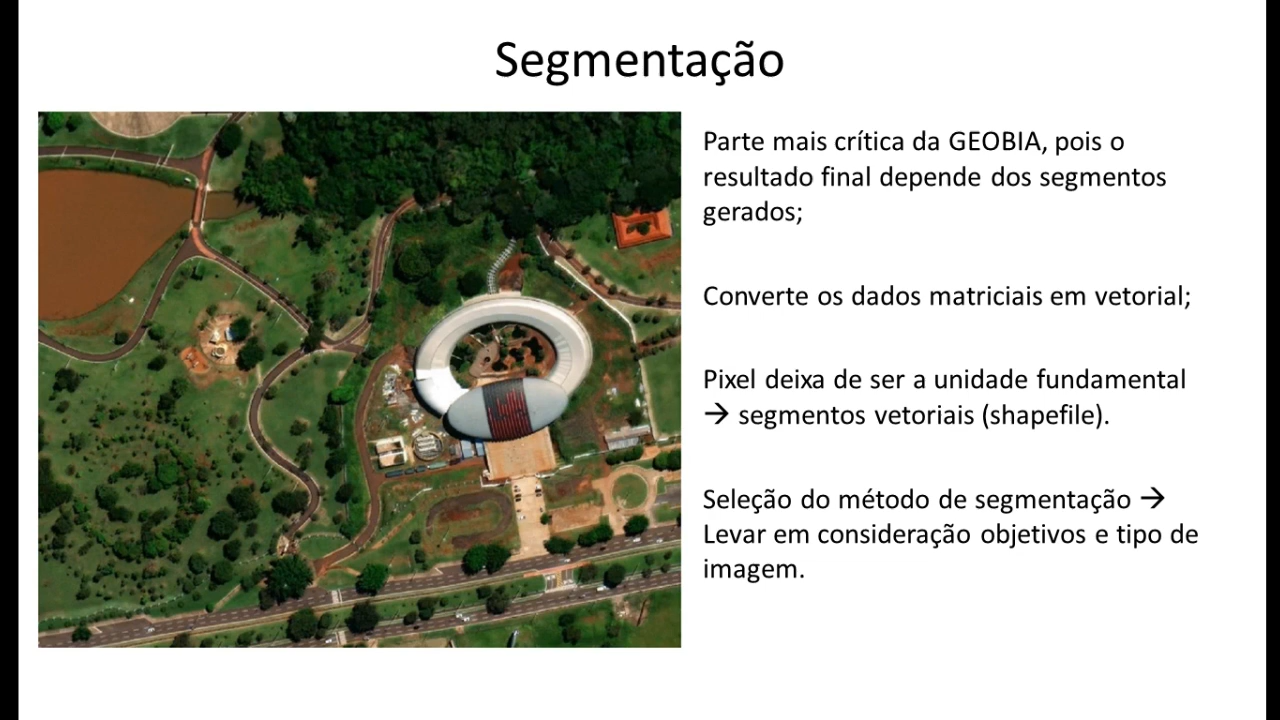 Segmentação
Parte mais crítica da GEOBIA, pois o
resultado final depende dos segmentos
gerados;
Converte os dados matriciais em vetorial;
Pixel deixa de ser a unidade fundamental
→ segmentos vetoriais (shapefile).
Seleção do método de segmentação →
Levar em consideração objetivos e tipo de
imagem.